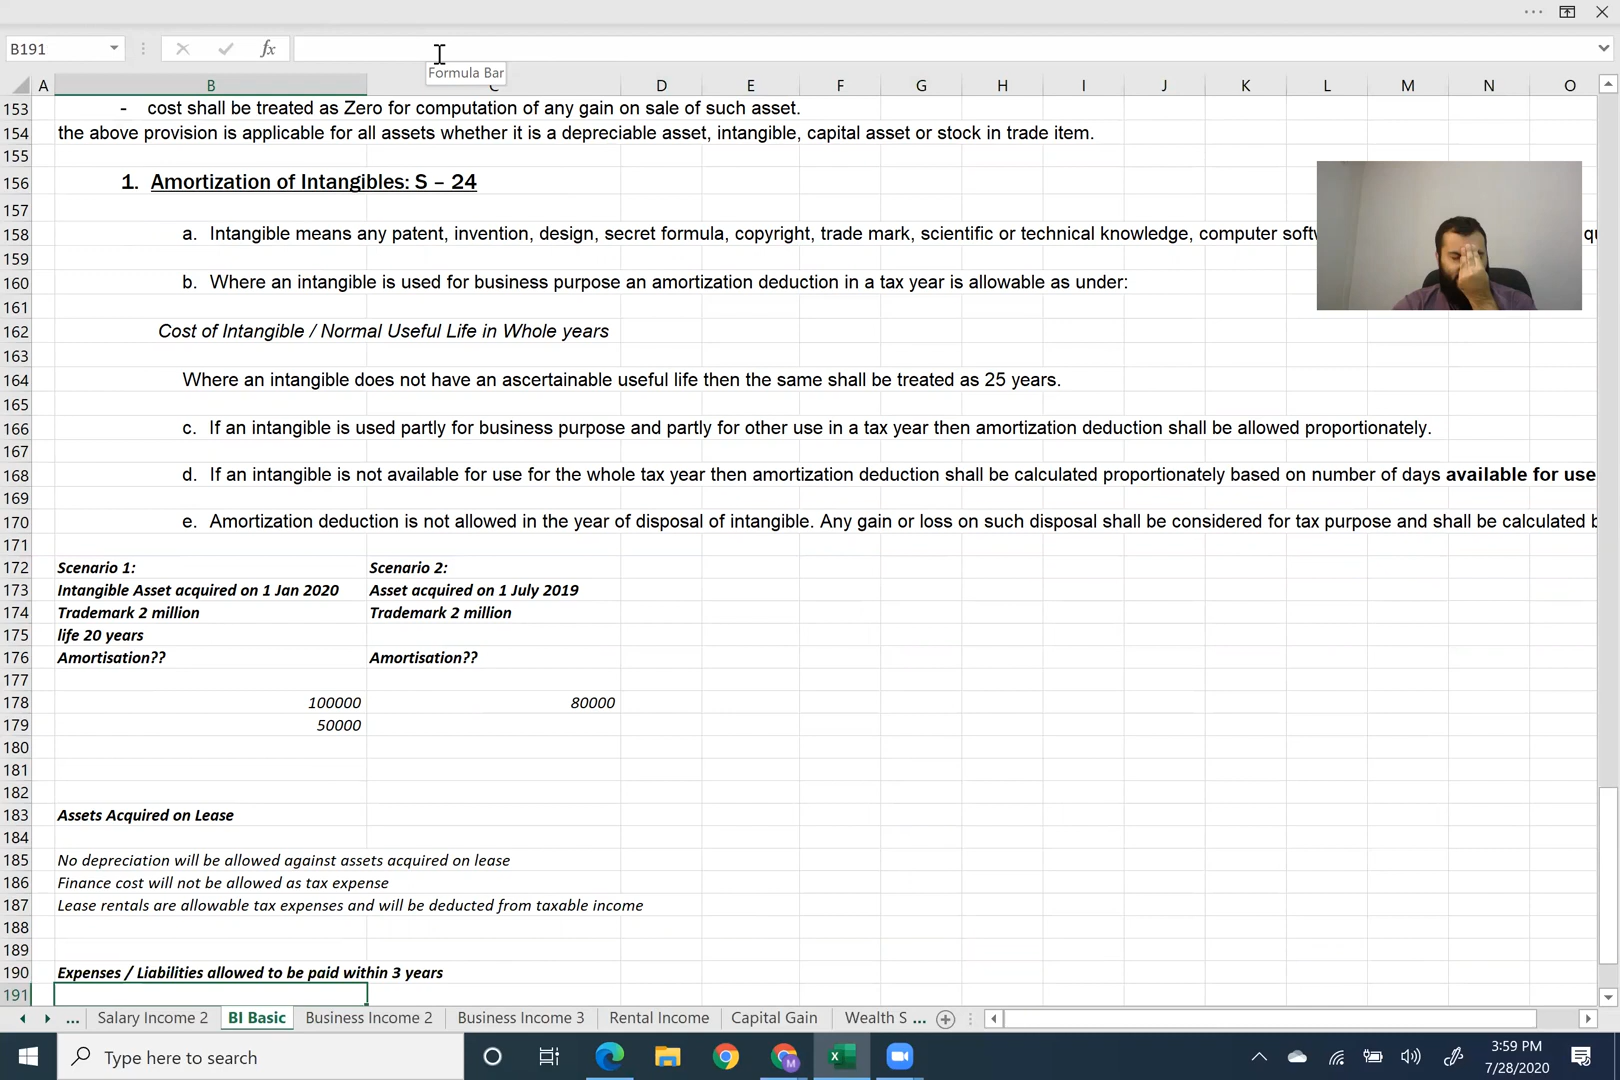 B191
fx
Formula Bar
A B C D E F G H I J K L M N O
153 - cost shall be treated as Zero for computation of any gain on sale of such asset.
154 the above provision is applicable for all assets whether it is a depreciable asset, intangible, capital asset or stock in trade item.
155
156 1. Amortization of Intangibles: S – 24
157
158 a. Intangible means any patent, invention, design, secret formula, copyright, trade mark, scientific or technical knowledge, computer
159
160 b. Where an intangible is used for business purpose an amortization deduction in a tax year is allowable as under:
161
162 Cost of Intangible / Normal Useful Life in Whole years
163
164 Where an intangible does not have an ascertainable useful life then the same shall be treated as 25 years.
165
166 c. If an intangible is used partly for business purpose and partly for other use in a tax year then amortization deduction shall be allowed proportionately.
167
168 d. If an intangible is not available for use for the whole tax year then amortization deduction shall be calculated proportionately based on number of days available for use
169
170 e. Amortization deduction is not allowed in the year of disposal of intangible. Any gain or loss on such disposal shall be considered for tax purpose and shall be calculated
171
172 Scenario 1: Scenario 2:
173 Intangible Asset acquired on 1 Jan 2020 Asset acquired on 1 July 2019
174 Trademark 2 million Trademark 2 million
175 life 20 years
176 Amortisation?? Amortisation??
177
178 100000 80000
179 50000
180
181
182
183 Assets Acquired on Lease
184
185 No depreciation will be allowed against assets acquired on lease
186 Finance cost will not be allowed as tax expense
187 Lease rentals are allowable tax expenses and will be deducted from taxable income
188
189
190 Expenses / Liabilities allowed to be paid within 3 years
191
... Salary Income 2 BI Basic Business Income 2 Business Income 3 Rental Income Capital Gain Wealth S ...
Type here to search
M
3:59 PM
7/28/2020